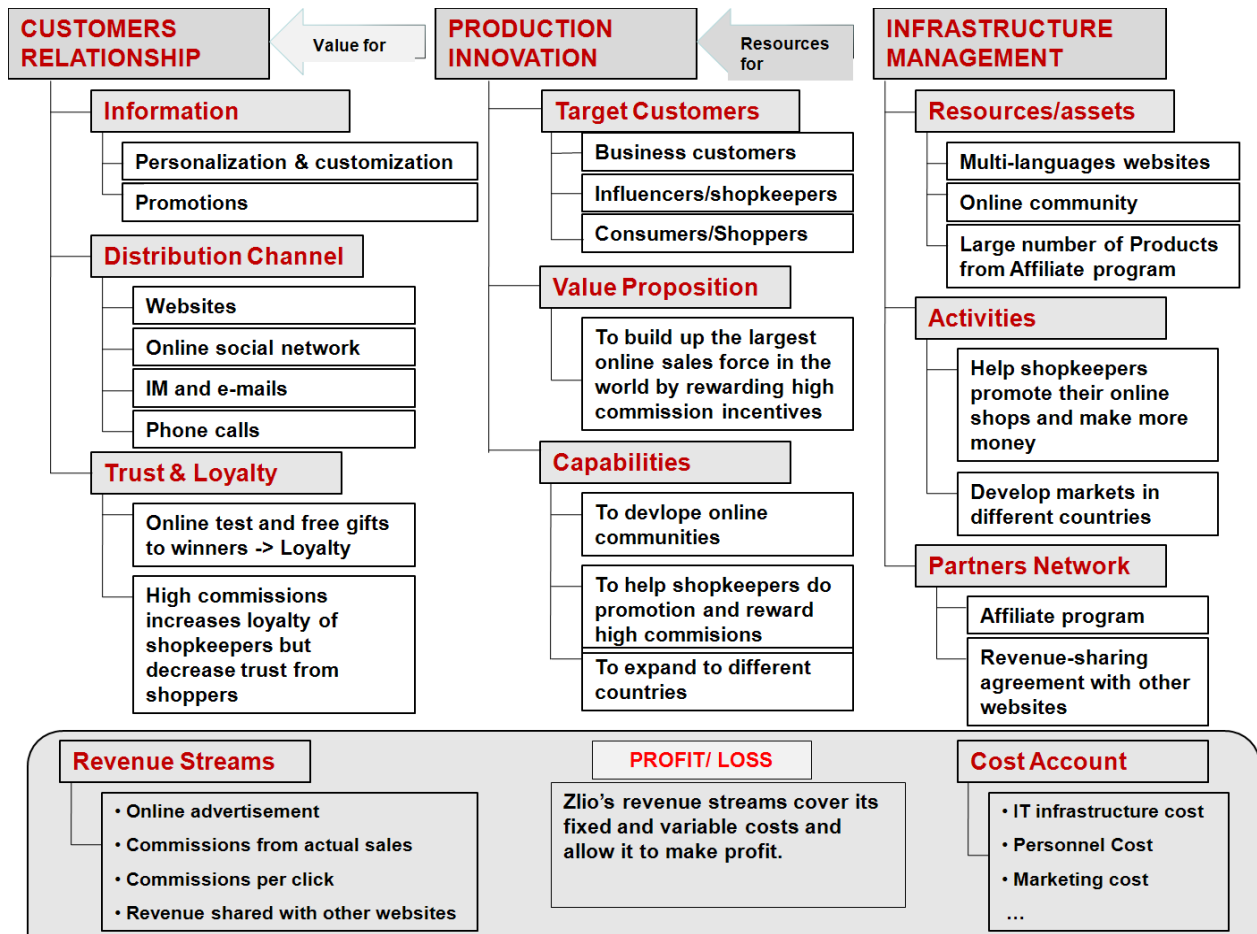 CUSTOMERS
RELATIONSHIP
Value for
PRODUCTION
INNOVATION
Resources
for
INFRASTRUCTURE
MANAGEMENT
Information
Personalization & customization
Promotions
Distribution Channel
Websites
Online social network
IM and e-mails
Phone calls
Trust & Loyalty
Online test and free gifts
to winners -> Loyalty
High commissions
increases loyalty of
shopkeepers but
decrease trust from
shoppers
Target Customers
Business customers
Influencers/shopkeepers
Consumers/Shoppers
Value Proposition
To build up the largest
online sales force in the
world by rewarding high
commission incentives
Capabilities
To devlope online
communities
To help shopkeepers do
promotion and reward
high commisions
To expand to different
countries
Resources/assets
Multi-languages websites
Online community
Large number of Products
from Affiliate program
Activities
Help shopkeepers
promote their online
shops and make more
money
Develop markets in
different countries
Partners Network
Affiliate program
Revenue-sharing
agreement with other
websites
Revenue Streams
• Online advertisement
• Commissions from actual sales
• Commissions per click
• Revenue shared with other websites
PROFIT/ LOSS
Zlio’s revenue streams cover its
fixed and variable costs and
allow it to make profit.
Cost Account
• IT infrastructure cost
• Personnel Cost
• Marketing cost
…